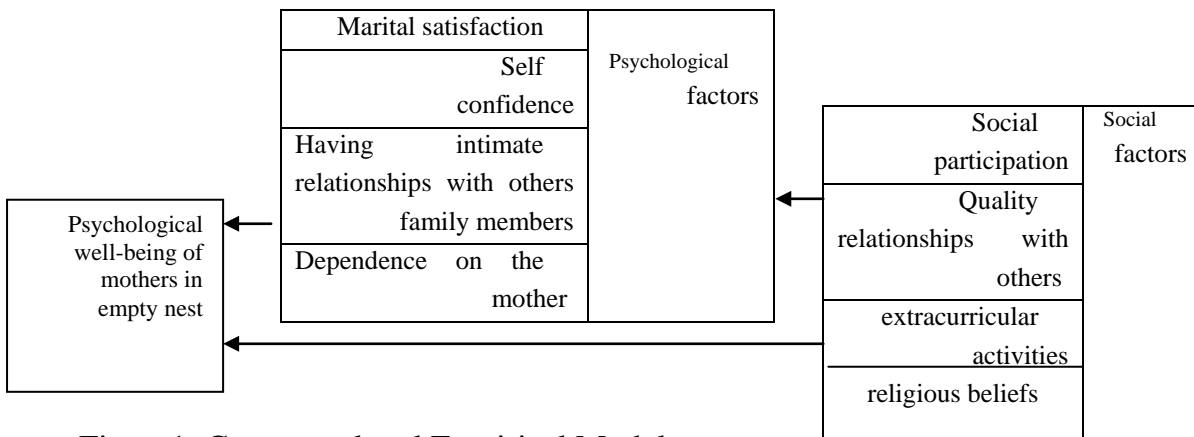 Marital satisfaction
Self
confidence
Having intimate
relationships with others
family members
Dependence on the
mother
Psychological
factors
Social
participation
Quality
relationships with
others
extracurricular
activities
religious beliefs
Social
factors
Psychological
well-being of
mothers in
empty nest